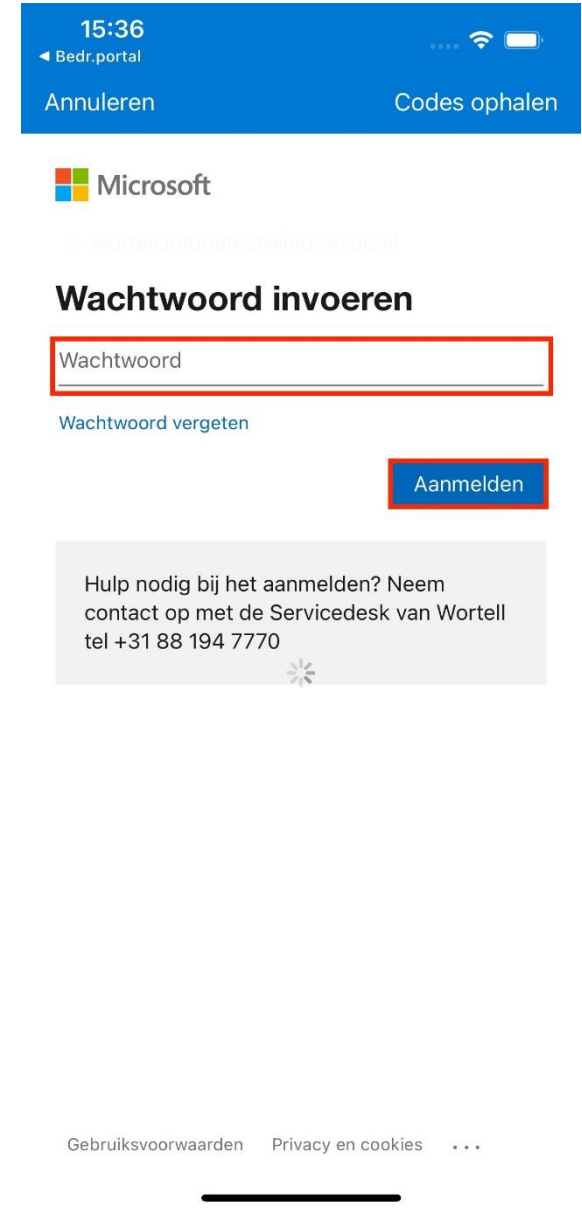 15:36
◀ Bedr.portal
Annuleren Codes ophalen
Microsoft
Wachtwoord invoeren
Wachtwoord
Wachtwoord vergeten
Aanmelden
Hulp nodig bij het aanmelden? Neem
contact op met de Servicedesk van Wortell
tel +31 88 194 7770
Gebruiksvoorwaarden Privacy en cookies ...